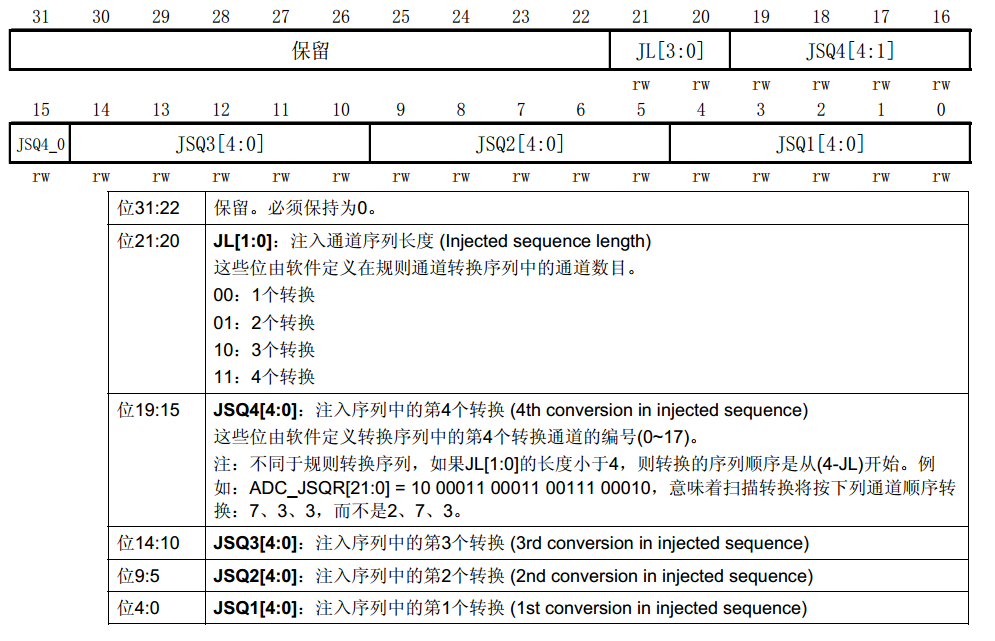 31 30 29 28 27 26 25 24 23 22 21 20 19 18 17 16
保留 JL[3:0] JSQ4[4:1]
rw rw rw rw rw rw
15 14 13 12 11 10 9 8 7 6 5 4 3 2 1 0
JSQ4_0 JSQ3[4:0] JSQ2[4:0] JSQ1[4:0]
rw rw rw rw rw rw rw rw rw rw rw rw rw rw rw rw
位31:22 保留。必须保持为0。
位21:20 JL[1:0]：注入通道序列长度 (Injected sequence length)
这些位由软件定义在规则通道转换序列中的通道数目。
00：1个转换
01：2个转换
10：3个转换
11：4个转换
位19:15 JSQ4[4:0]：注入序列中的第4个转换 (4th conversion in injected sequence)
这些位由软件定义转换序列中的第4个转换通道的编号(0~17)。
注：不同于规则转换序列，如果JL[1:0]的长度小于4，则转换的序列顺序是从(4-JL)开始。例
如：ADC_JSQR[21:0] = 10 00011 00011 00111 00010，意味着扫描转换将按下列通道顺序转
换：7、3、3，而不是2、7、3。
位14:10 JSQ3[4:0]：注入序列中的第3个转换 (3rd conversion in injected sequence)
位9:5 JSQ2[4:0]：注入序列中的第2个转换 (2nd conversion in injected sequence)
位4:0 JSQ1[4:0]：注入序列中的第1个转换 (1st conversion in injected sequence)